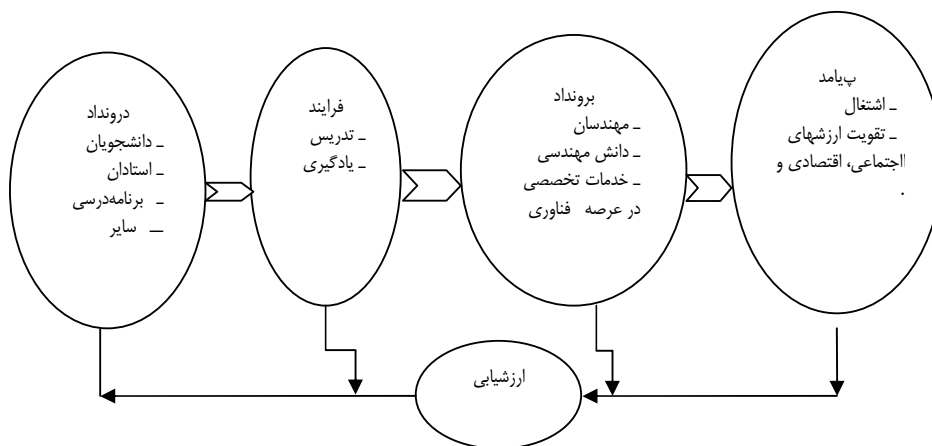 درونداد
ـ دانشجویان
ـ استادان
ـ برنامه‌درسی
ـ سایر
فرایند
ـ تدریس
ـ یادگیری
برونداد
ـ مهندسان
ـ دانش مهندسی
ـ خدمات تخصصی
در عرصه فناوری
پیامد
ـ اشتغال
ـ تقویت ارزشهای
اجتماعی، اقتصادی و
.
ارزشیابی